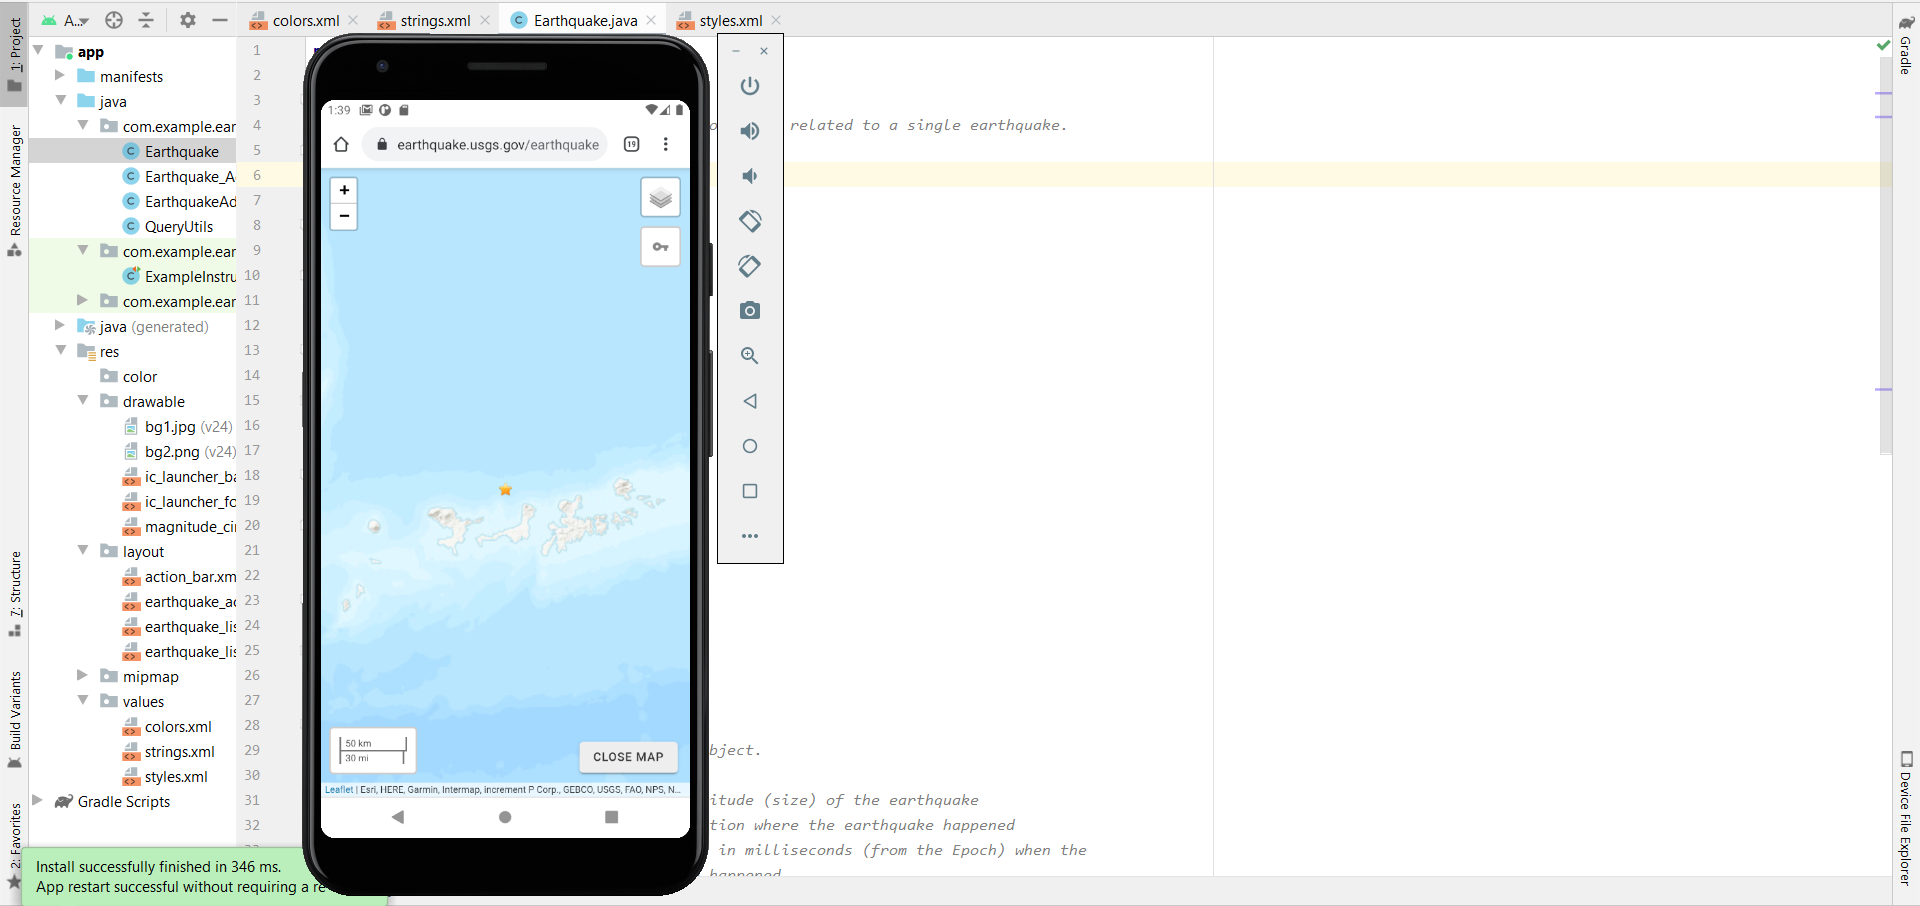 A...
colors.xml
strings.xml
Earthquake.java
styles.xml
1: Project
Resource Manager
7: Structure
Build Variants
2: Favorites
app
manifests
java
com.example.ear
Earthquake
Earthquake_A
EarthquakeAd
QueryUtils
com.example.ear
ExampleInstru
com.example.ear
java (generated)
res
color
drawable
bg1.jpg (v24)
bg2.png (v24)
ic_launcher_ba
ic_launcher_fo
magnitude_ci
layout
action_bar.xm
earthquake_a
earthquake_lis
earthquake_lis
mipmap
values
colors.xml
strings.xml
styles.xml
Gradle Scripts
Install successfully finished in 346 ms.
App restart successful without requiring a re
1
2
3
4
5
6
7
8
9
10
11
12
13
14
15
16
17
18
19
20
21
22
23
24
25
26
27
28
29
30
31
32
related to a single earthquake.
bject.
itude (size) of the earthquake
tion where the earthquake happened
in milliseconds (from the Epoch) when the
happened
1:39
earthquake.usgs.gov/earthquake
19
+
−
50 km
30 mi
CLOSE MAP
Leaflet | Esri, HERE, Garmin, Intermap, increment P Corp., GEBCO, USGS, FAO, NPS, N...
Gradle
Device File Explorer